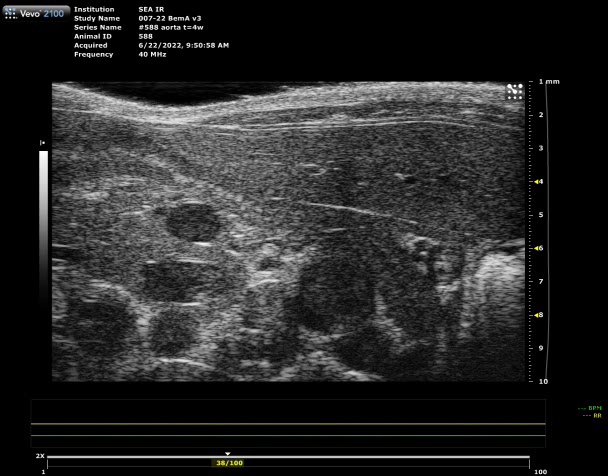 Vevo 2100
Institution SEA IR
Study Name 007-22 BemA v3
Series Name #588 aorta t=4w
Animal ID 588
Acquired 6/22/2022, 9:50:58 AM
Frequency 40 MHz
1 mm
2
3
4
5
6
7
8
9
10
--- BPM
--- RR
2X
38/100
1
100